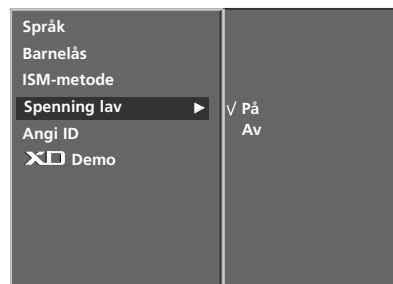 Språk
Barnelås
ISM-metode
Spenning lav ▶
Angi ID
XD Demo
√ På
Av